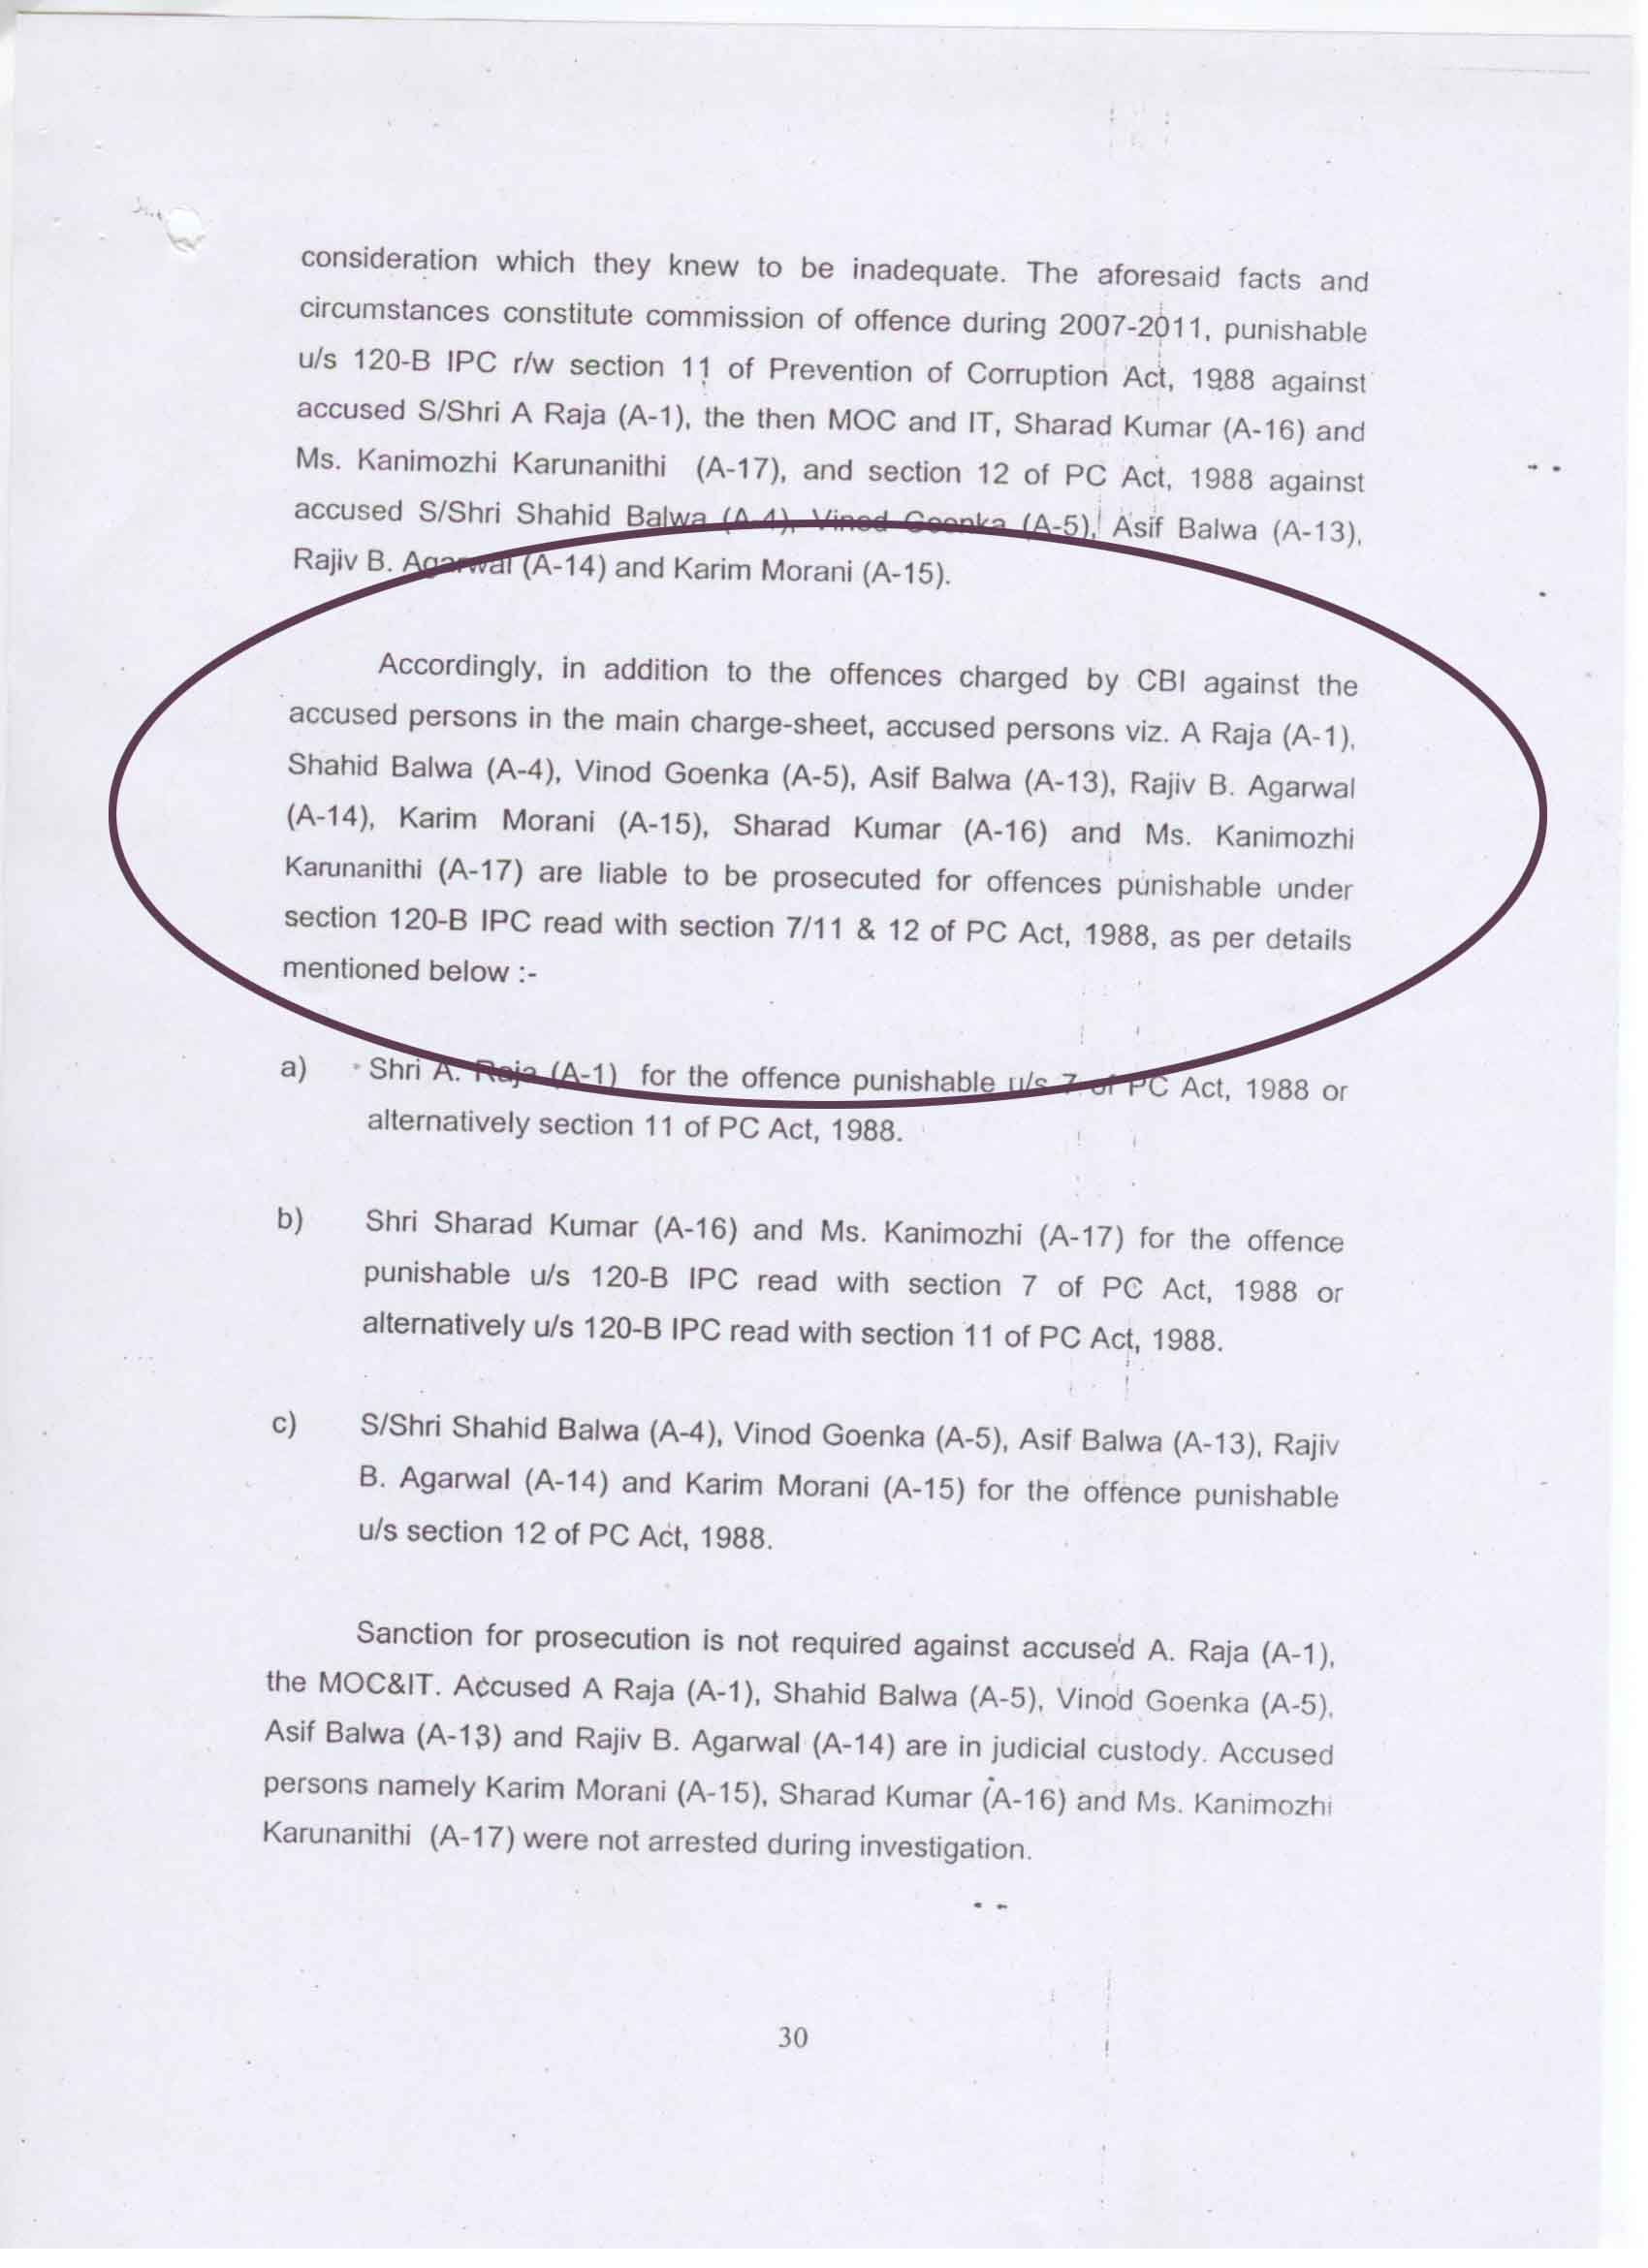 consideration which they knew to be inadequate. The aforesaid facts and
circumstances constitute commission of offence during 2007-2011, punishable
u/s 120-B IPC r/w section 11 of Prevention of Corruption Act, 1988 against
accused S/Shri A Raja (A-1), the then MOC and IT, Sharad Kumar (A-16) and
Ms. Kanimozhi Karunanithi (A-17), and section 12 of PC Act, 1988 against
accused S/Shri Shahid Balwa (A-4), Vinod Goenka (A-5), Asif Balwa (A-13),
Rajiv B. Agarwal (A-14) and Karim Morani (A-15).
Accordingly, in addition to the offences charged by CBI against the
accused persons in the main charge-sheet, accused persons viz. A Raja (A-1),
Shahid Balwa (A-4), Vinod Goenka (A-5), Asif Balwa (A-13), Rajiv B. Agarwal
(A-14), Karim Morani (A-15), Sharad Kumar (A-16) and Ms. Kanimozhi
Karunanithi (A-17) are liable to be prosecuted for offences punishable under
section 120-B IPC read with section 7/11 & 12 of PC Act, 1988, as per details
mentioned below :-
a) Shri A. Raja (A-1) for the offence punishable u/s 7 of PC Act, 1988 or
alternatively section 11 of PC Act, 1988.
b) Shri Sharad Kumar (A-16) and Ms. Kanimozhi (A-17) for the offence
punishable u/s 120-B IPC read with section 7 of PC Act, 1988 or
alternatively u/s 120-B IPC read with section 11 of PC Act, 1988.
c) S/Shri Shahid Balwa (A-4), Vinod Goenka (A-5), Asif Balwa (A-13), Rajiv
B. Agarwal (A-14) and Karim Morani (A-15) for the offence punishable
u/s section 12 of PC Act, 1988.
Sanction for prosecution is not required against accused A. Raja (A-1),
the MOC&IT. Accused A Raja (A-1), Shahid Balwa (A-5), Vinod Goenka (A-5),
Asif Balwa (A-13) and Rajiv B. Agarwal (A-14) are in judicial custody. Accused
persons namely Karim Morani (A-15), Sharad Kumar (A-16) and Ms. Kanimozhi
Karunanithi (A-17) were not arrested during investigation.
30